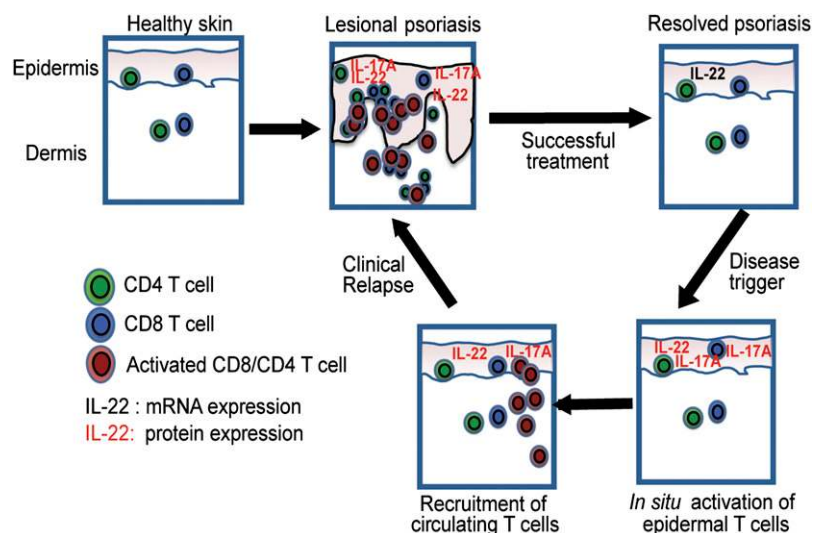 Healthy skin
Lesional psoriasis
Resolved psoriasis
Epidermis
Dermis
IL-17A
IL-22
IL-17A
IL-22
IL-22
Successful
treatment
Disease
trigger
Clinical
Relapse
CD4 T cell
CD8 T cell
Activated CD8/CD4 T cell
IL-22 : mRNA expression
IL-22: protein expression
IL-22
IL-17A
IL-22
IL-17A
IL-17A
Recruitment of
circulating T cells
In situ activation of
epidermal T cells